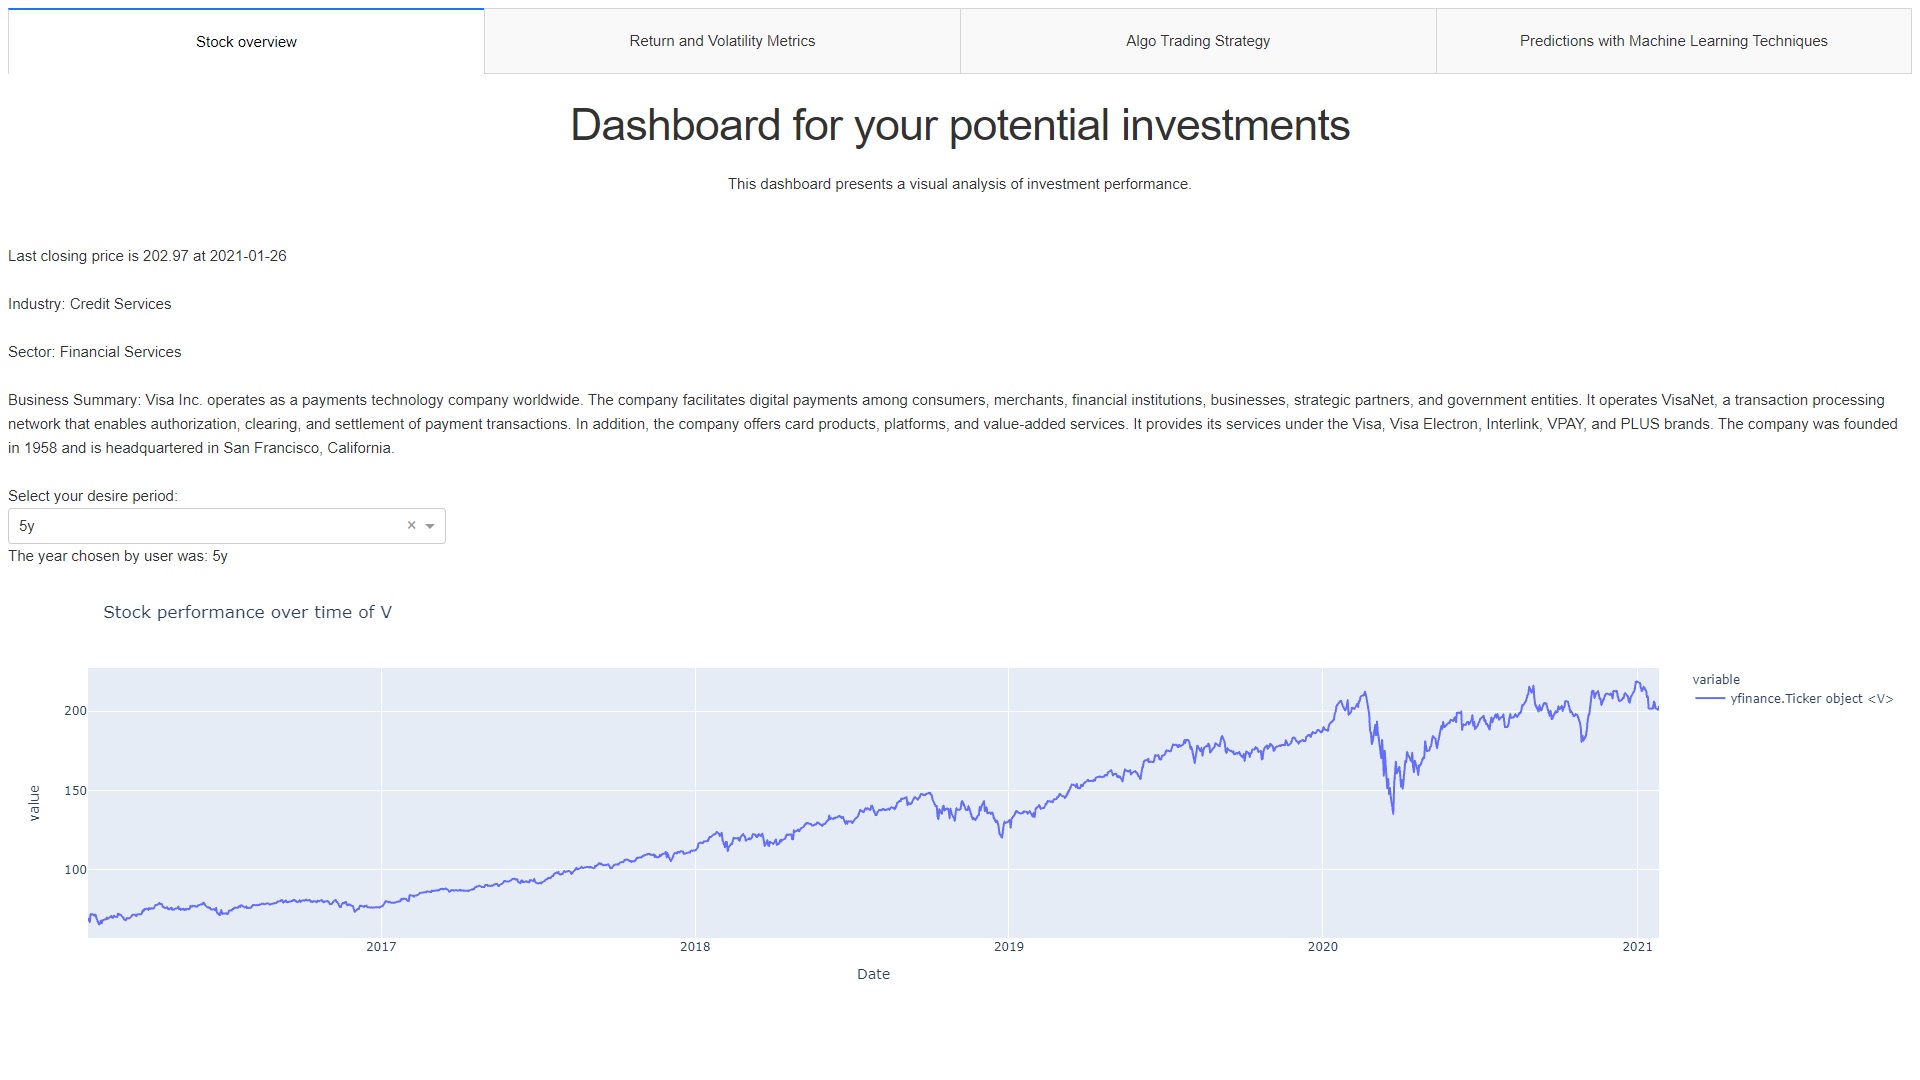 Stock overview
Return and Volatility Metrics
Algo Trading Strategy
Predictions with Machine Learning Techniques
Dashboard for your potential investments
This dashboard presents a visual analysis of investment performance.
Last closing price is 202.97 at 2021-01-26
Industry: Credit Services
Sector: Financial Services
Business Summary: Visa Inc. operates as a payments technology company worldwide. The company facilitates digital payments among consumers, merchants, financial institutions, businesses, strategic partners, and government entities. It operates VisaNet, a transaction processing
network that enables authorization, clearing, and settlement of payment transactions. In addition, the company offers card products, platforms, and value-added services. It provides its services under the Visa, Visa Electron, Interlink, VPAY, and PLUS brands. The company was founded
in 1958 and is headquartered in San Francisco, California.
Select your desire period:
5y
The year chosen by user was: 5y
Stock performance over time of V
variable
yfinance.Ticker object <V>
value
200
150
100
2017
2018
2019
2020
2021
Date